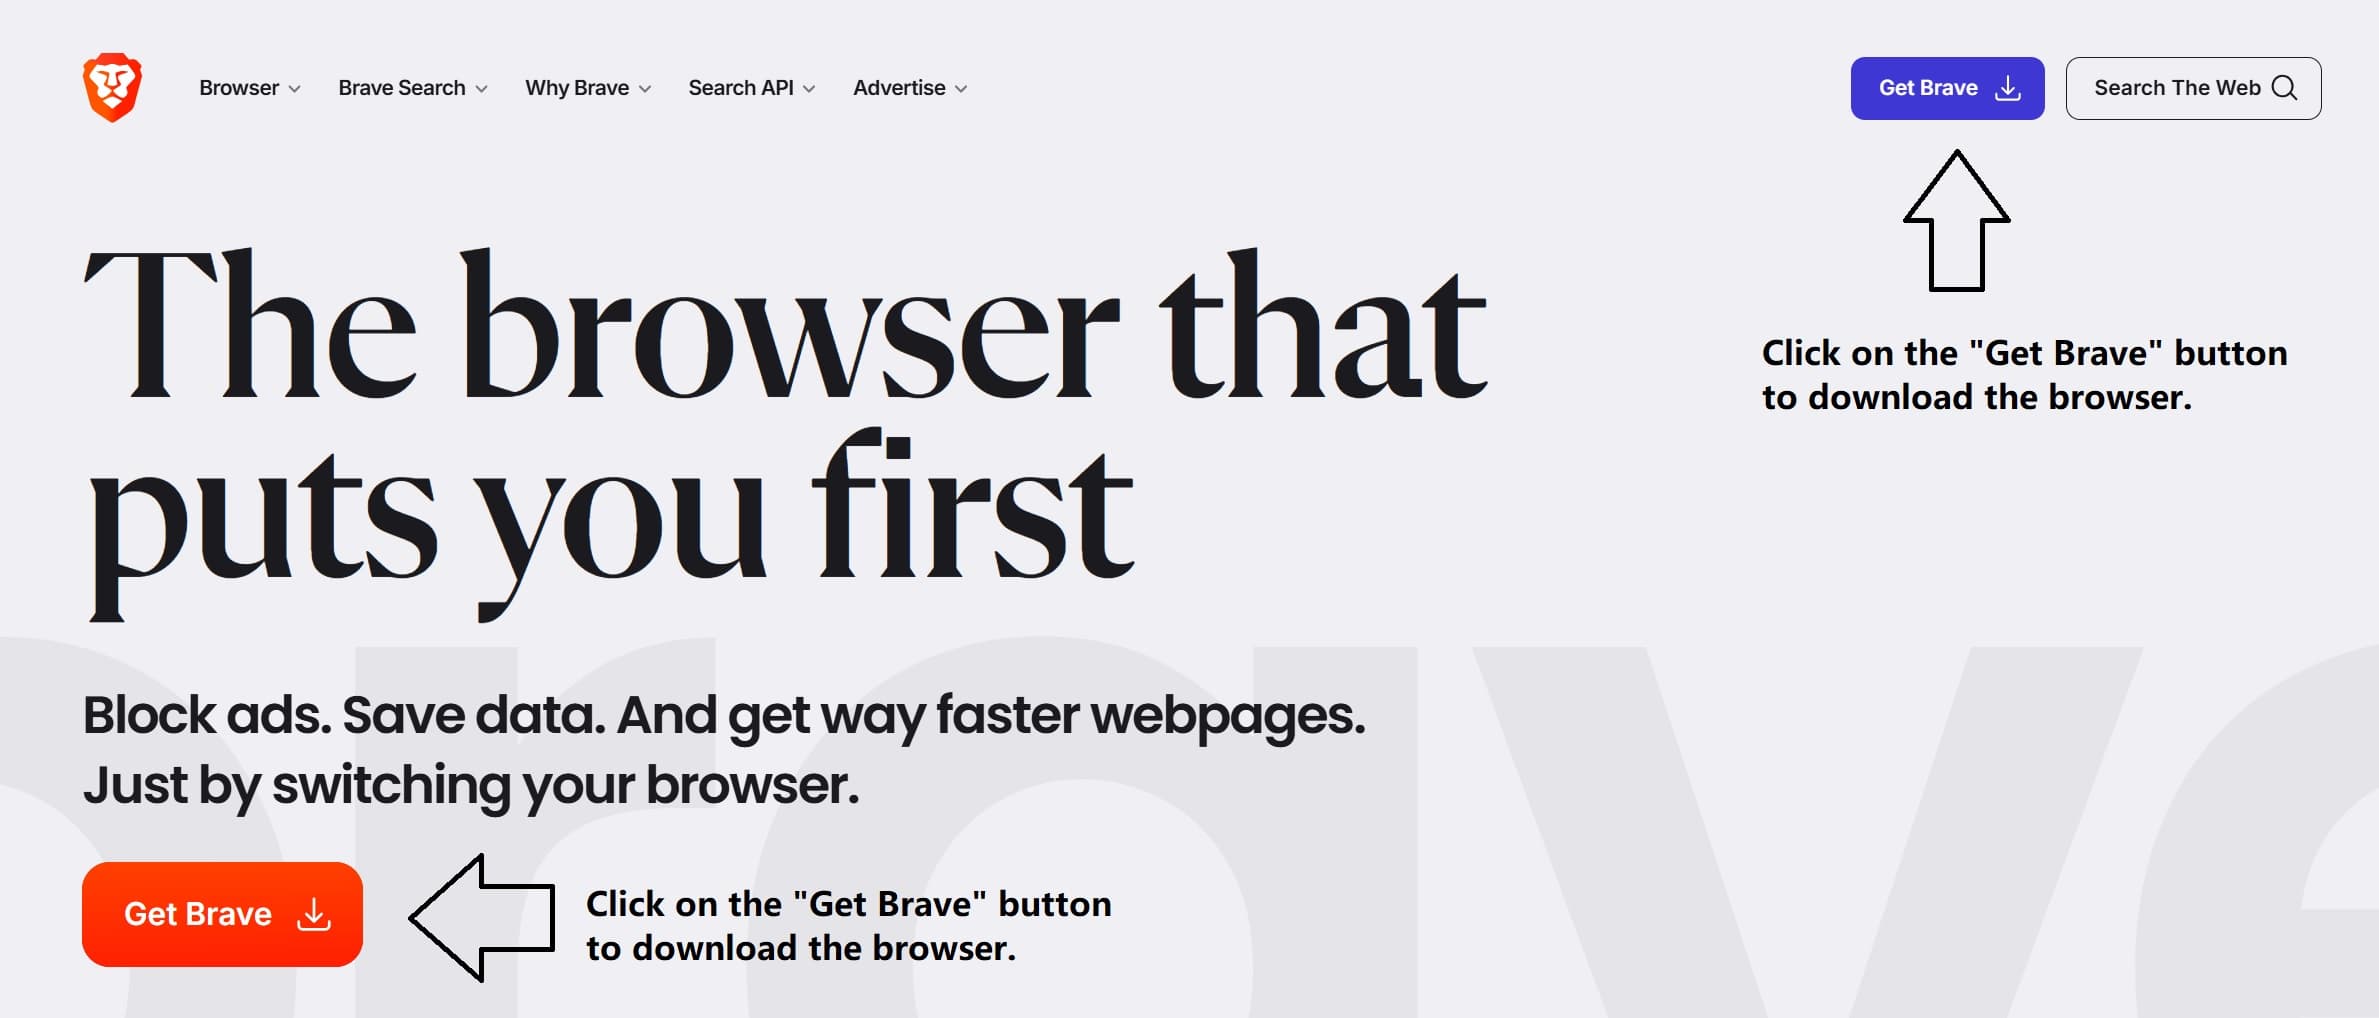 Browser
Brave Search
Why Brave
Search API
Advertise
Get Brave
Search The Web
The browser that
puts you first
Click on the "Get Brave" button
to download the browser.
brave
Block ads. Save data. And get way faster webpages.
Just by switching your browser.
Get Brave
Click on the "Get Brave" button
to download the browser.